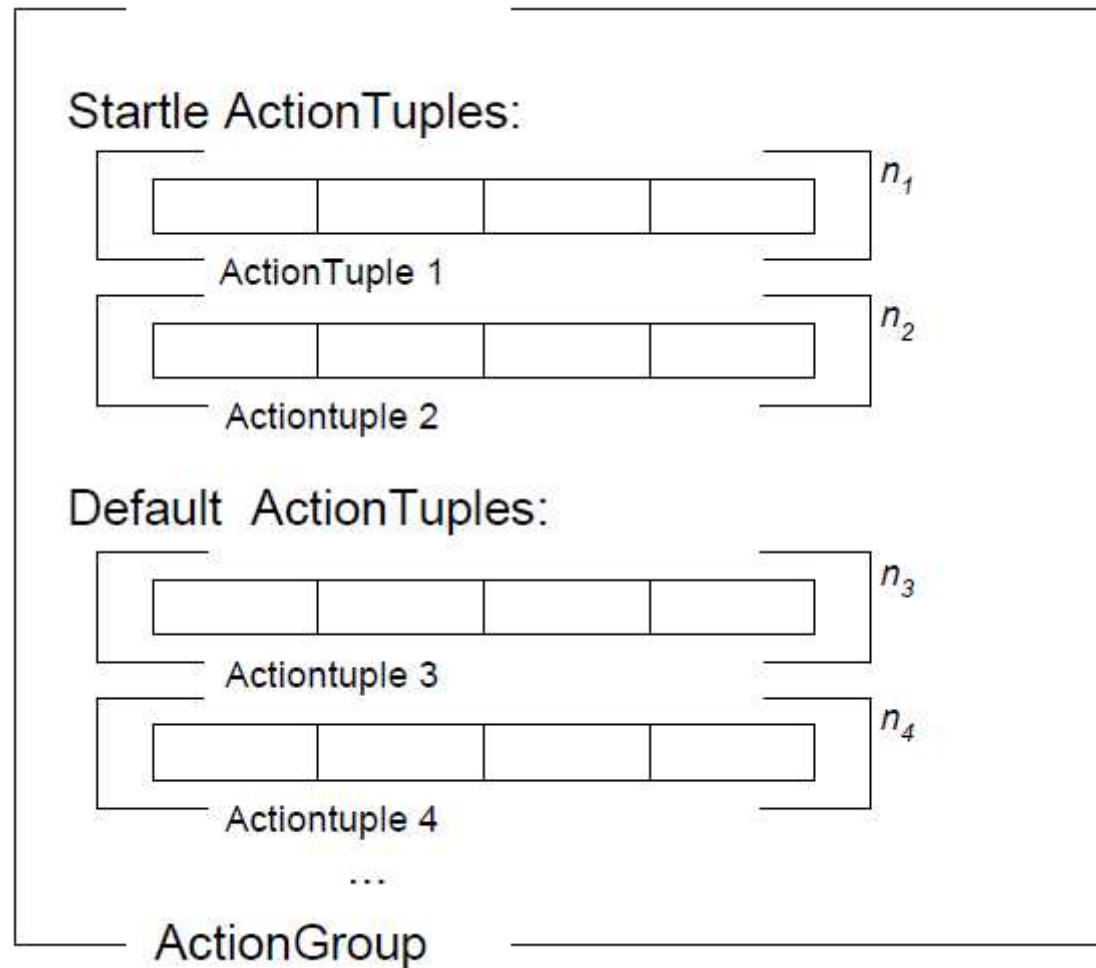 Startle ActionTuples:
n1
ActionTuple 1
n2
Actiontuple 2
Default ActionTuples:
n3
Actiontuple 3
n4
Actiontuple 4
...
ActionGroup